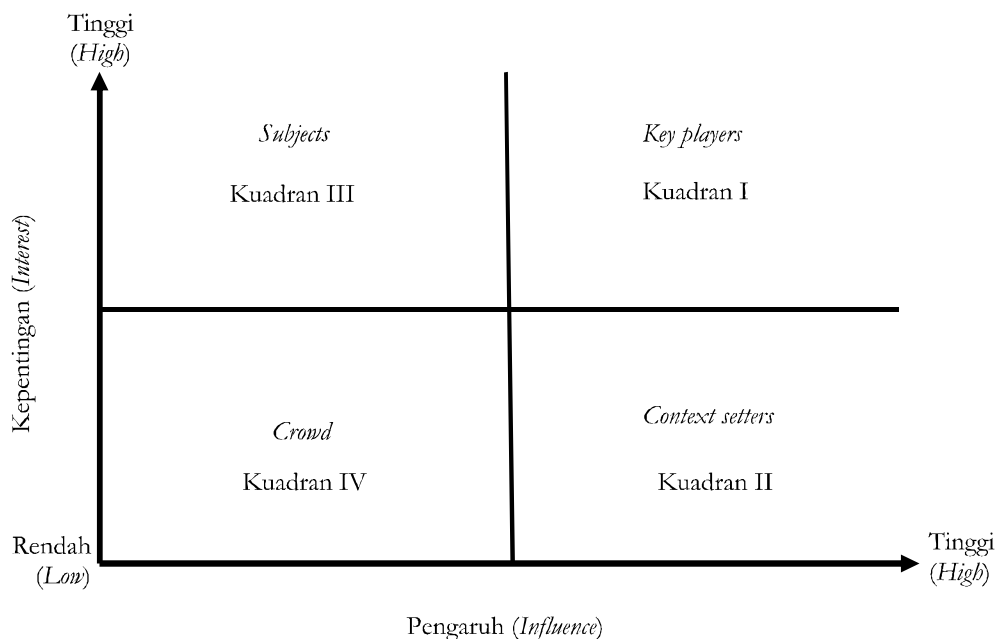 Tinggi
(High)
Subjects
Key players
Kuadran III
Kuadran I
Kepentingan (Interest)
Crowd
Context setters
Kuadran IV
Kuadran II
Rendah
(Low)
Tinggi
(High)
Pengaruh (Influence)